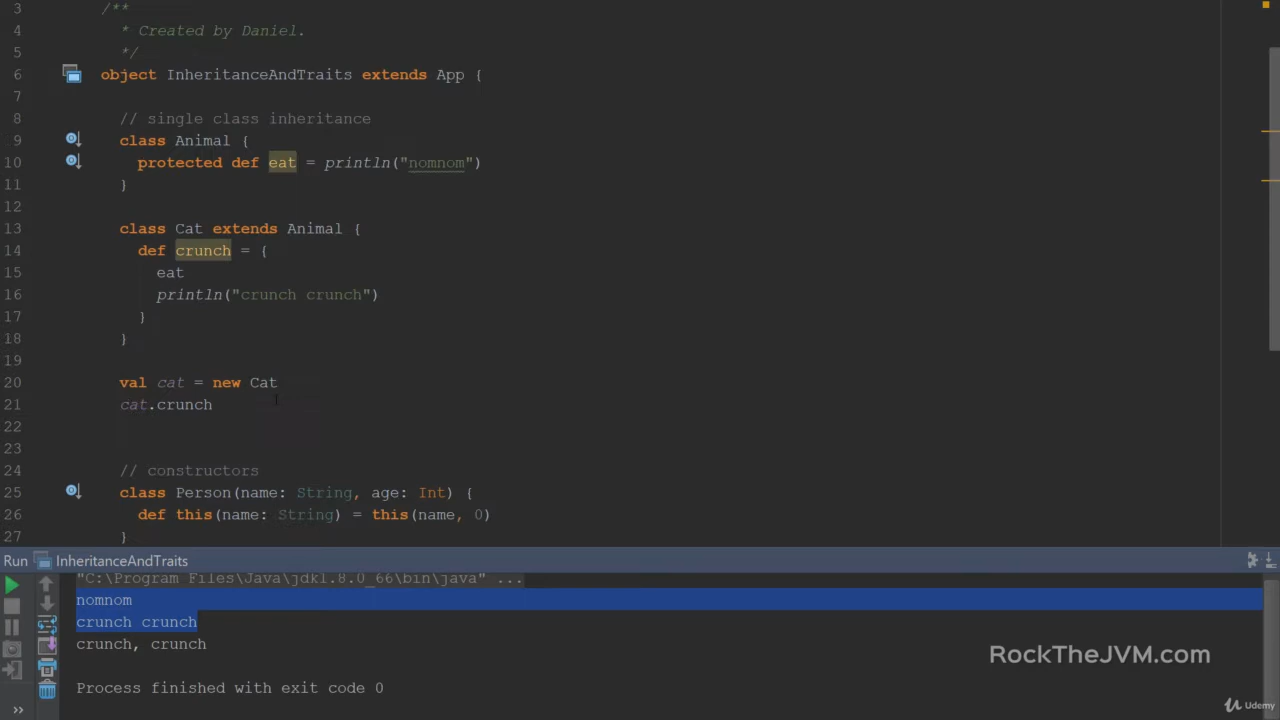 3 /**
4 * Created by Daniel.
5 */
6 object InheritanceAndTraits extends App {
7
8 // single class inheritance
9 class Animal {
10 protected def eat = println("nomnom")
11 }
12
13 class Cat extends Animal {
14 def crunch = {
15 eat
16 println("crunch crunch")
17 }
18 }
19
20 val cat = new Cat
21 cat.crunch
22
23
24 // constructors
25 class Person(name: String, age: Int) {
26 def this(name: String) = this(name, 0)
27 }
Run InheritanceAndTraits
"C:\Program Files\Java\jdk1.8.0_66\bin\java" ...
nomnom
crunch crunch
crunch, crunch
Process finished with exit code 0
RockTheJVM.com
Udemy